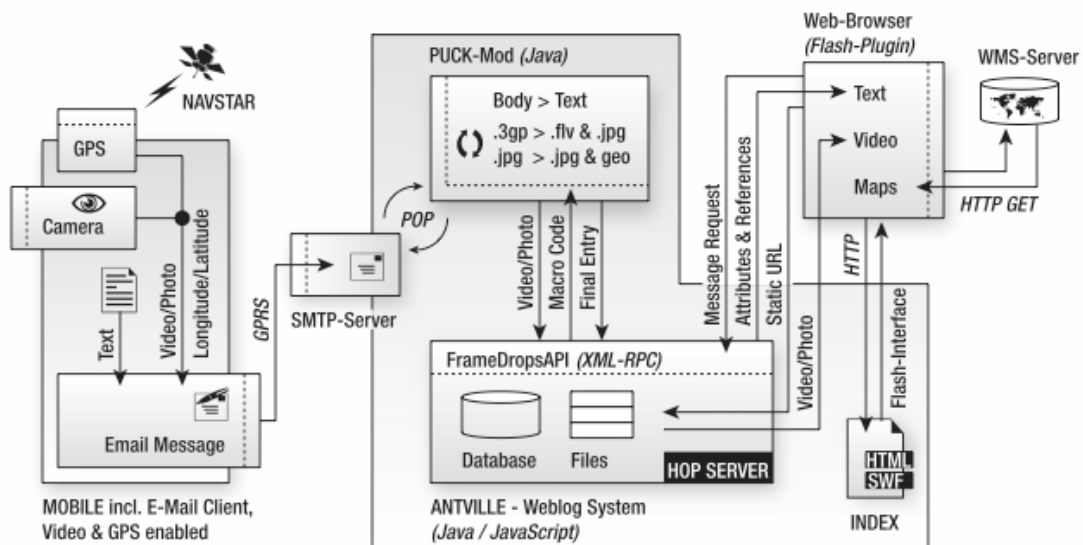 NAVSTAR
GPS
Camera
Text
Video/Photo
Longitude/Latitude
Email Message
MOBILE incl. E-Mail Client,
Video & GPS enabled
GPRS
SMTP-Server
POP
PUCK-Mod (Java)
Body > Text
.3gp > .flv & .jpg
.jpg > .jpg & geo
Video/Photo
Macro Code
Final Entry
Message Request
Attributes & References
Static URL
Video/Photo
FrameDropsAPI (XML-RPC)
Database
Files
HOP SERVER
ANTVILLE - Weblog System
(Java / JavaScript)
Web-Browser
(Flash-Plugin)
Text
Video
Maps
WMS-Server
HTTP GET
HTTP
Flash-Interface
HTML
SWF
INDEX